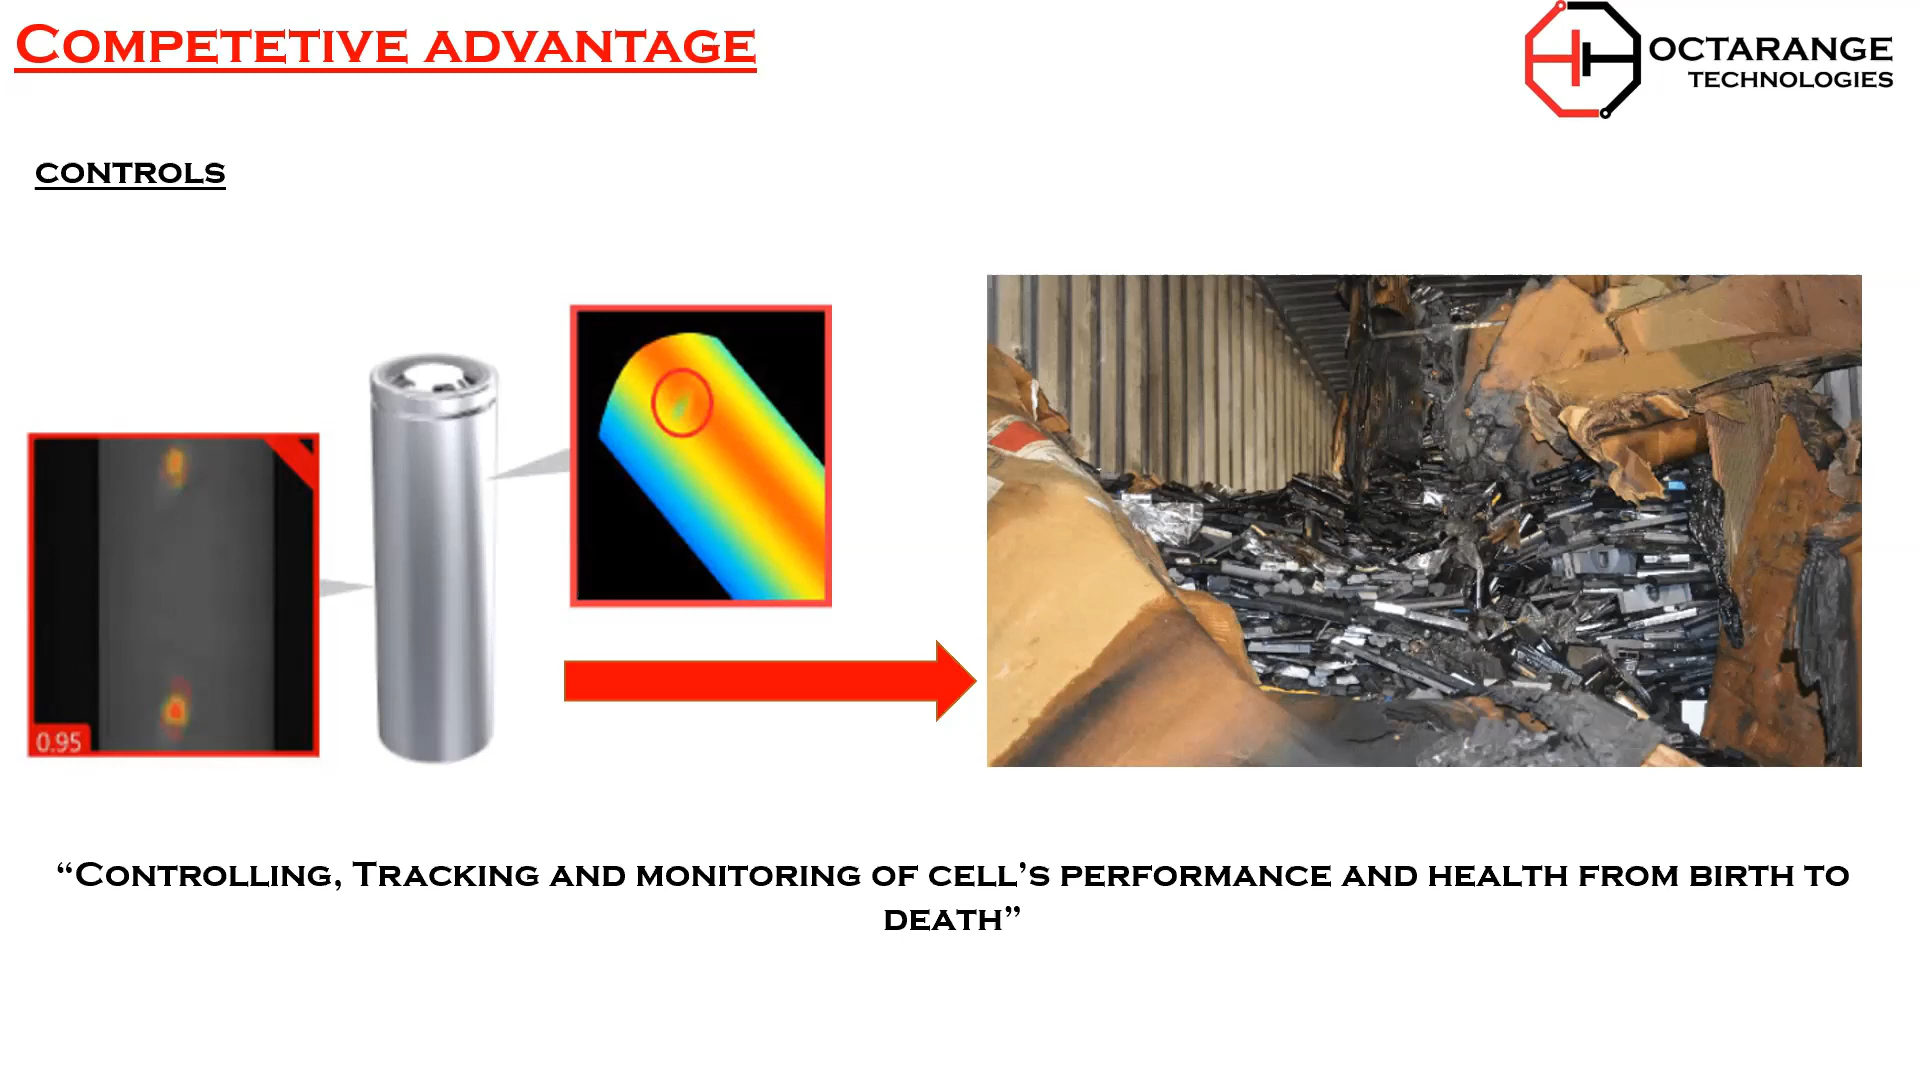 Competetive advantage
OCTARANGE
TECHNOLOGIES
controls
0.95
“Controlling, Tracking and monitoring of cell’s performance and health from birth to
death”